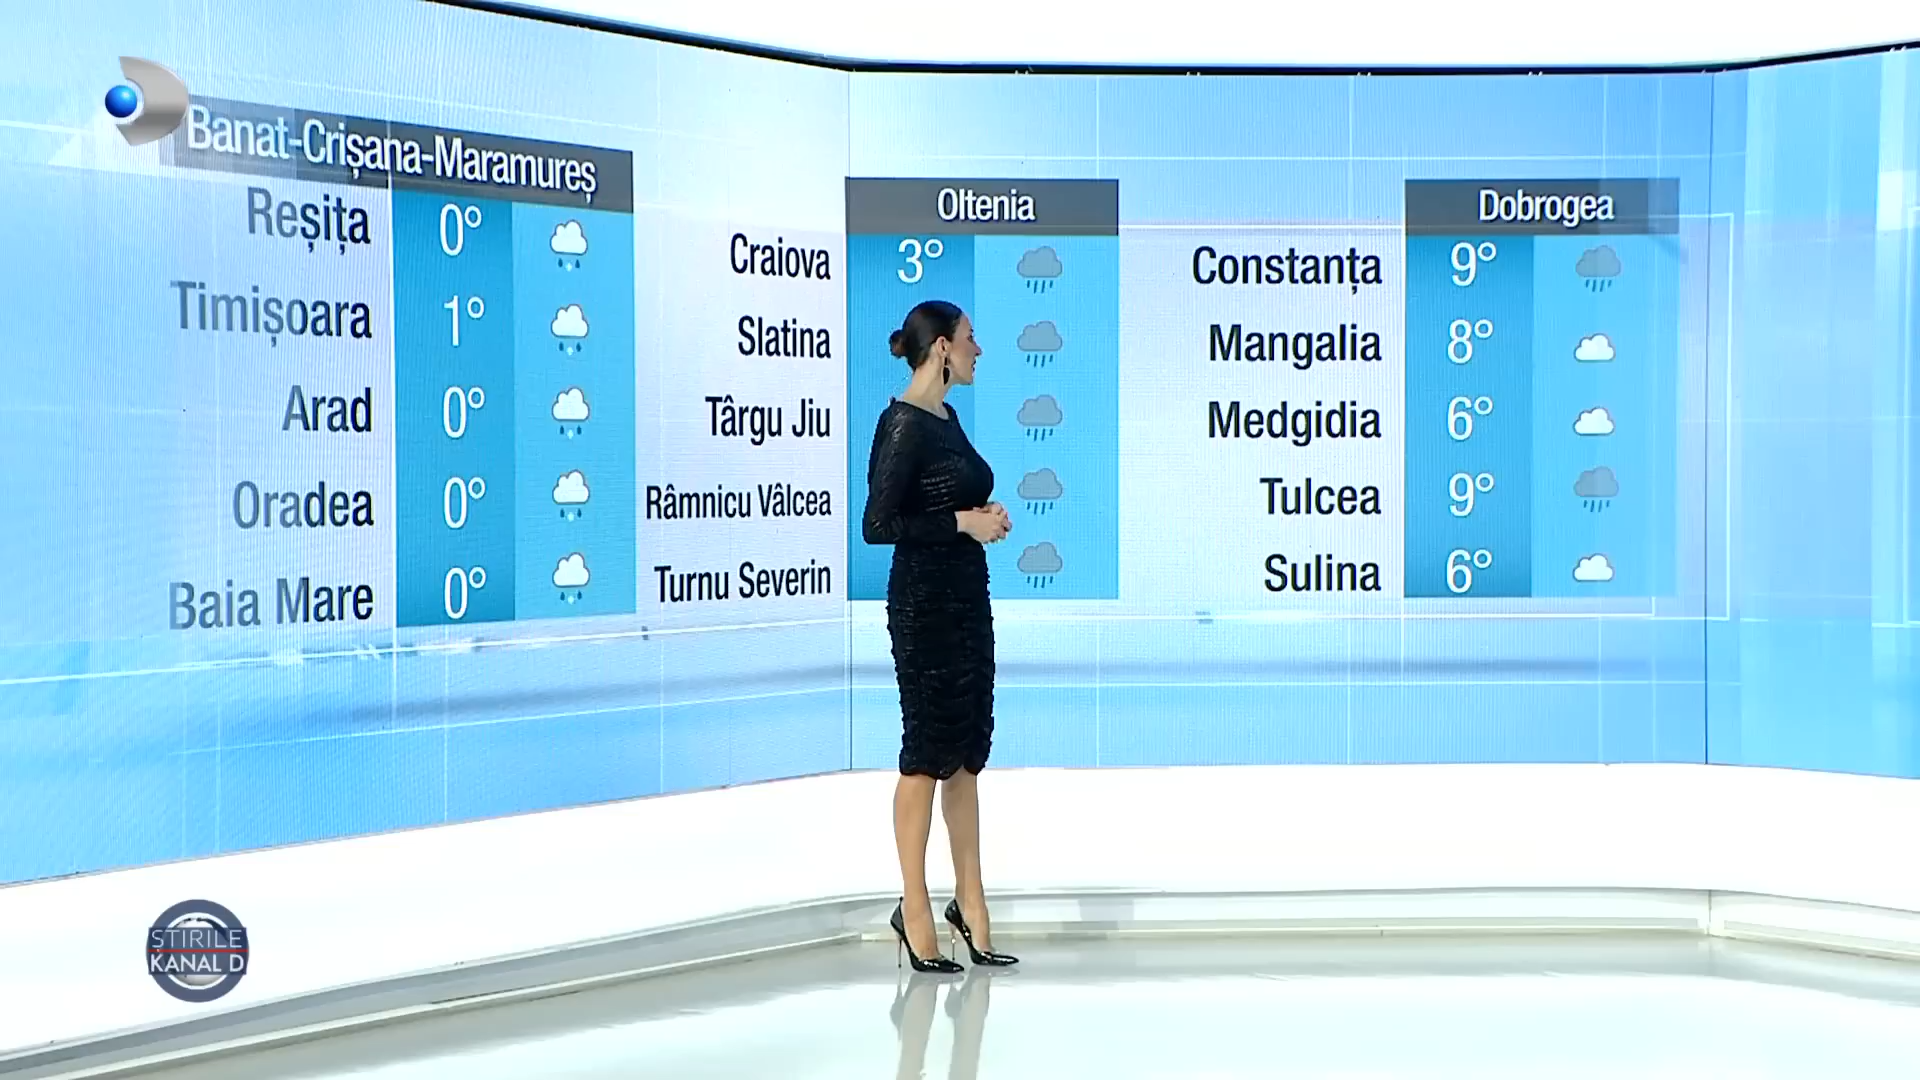 Banat-Crișana-Maramureș
Reșița 0°
Timișoara 1°
Arad 0°
Oradea 0°
Baia Mare 0°
Oltenia
Craiova 3°
Slatina
Târgu Jiu
Râmnicu Vâlcea
Turnu Severin
Dobrogea
Constanța 9°
Mangalia 8°
Medgidia 6°
Tulcea 9°
Sulina 6°
ȘTIRILE
KANAL D